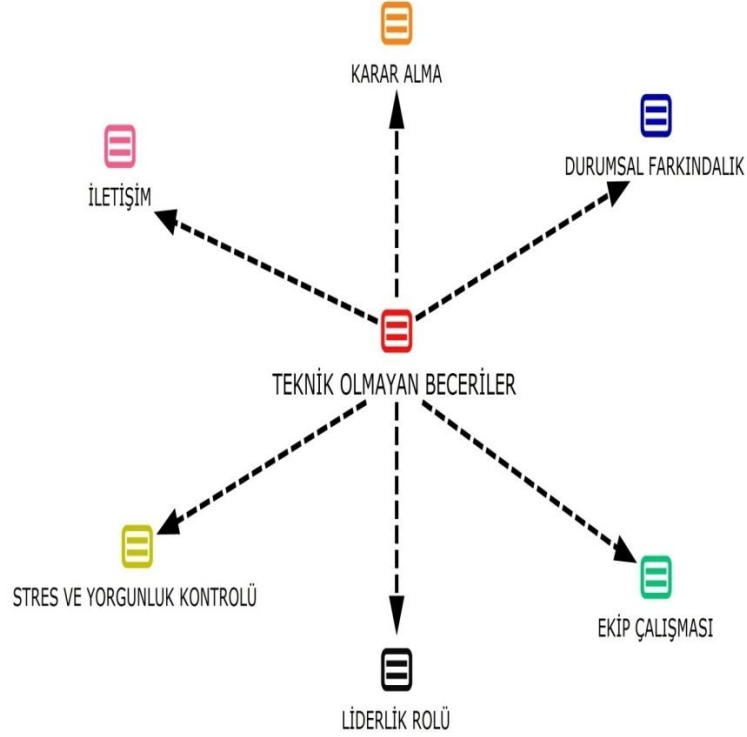 KARAR ALMA
DURUMSAL FARKINDALIK
İLETİŞİM
TEKNİK OLMAYAN BECERİLER
STRES VE YORGUNLUK KONTROLÜ
EKİP ÇALIŞMASI
LİDERLİK ROLÜ